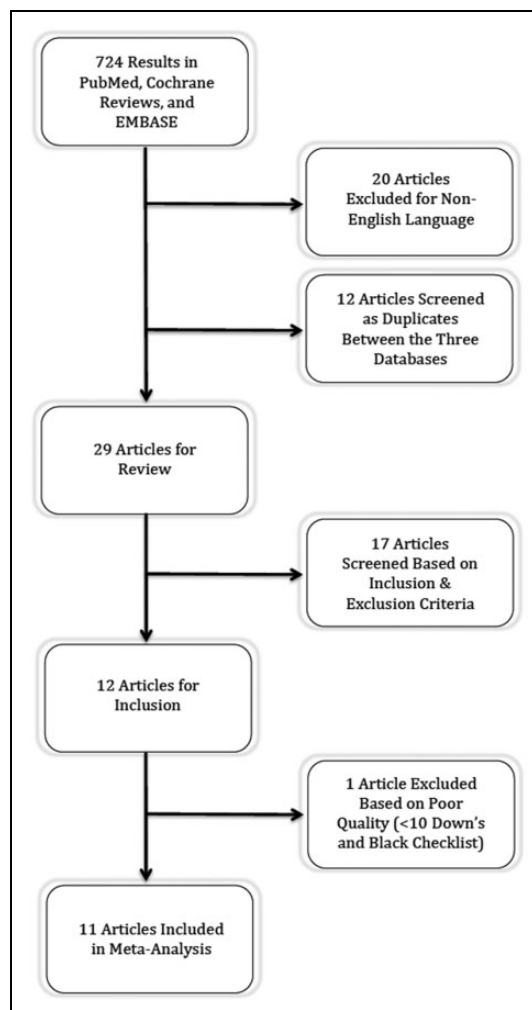 724 Results in
PubMed, Cochrane
Reviews, and
EMBASE
20 Articles
Excluded for Non-
English Language
12 Articles Screened
as Duplicates
Between the Three
Databases
29 Articles for
Review
17 Articles
Screened Based on
Inclusion &
Exclusion Criteria
12 Articles for
Inclusion
1 Article Excluded
Based on Poor
Quality (<10 Down's
and Black Checklist)
11 Articles Included
in Meta-Analysis